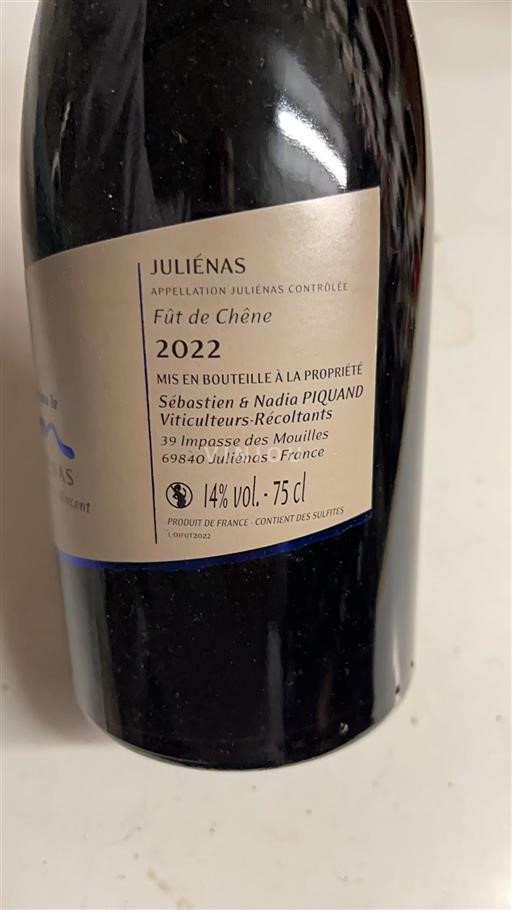 JULIÉNAS
APPELLATION JULIÉNAS CONTRÔLÉE
Fût de Chêne
2022
MIS EN BOUTEILLE À LA PROPRIÉTÉ
Sébastien & Nadia PIQUAND
Viticulteurs-Récoltants
39 Impasse des Mouilles
69840 Juliénas - France
14% vol. - 75 cl
PRODUIT DE FRANCE - CONTIENT DES SULFITES
L 01FUT2022